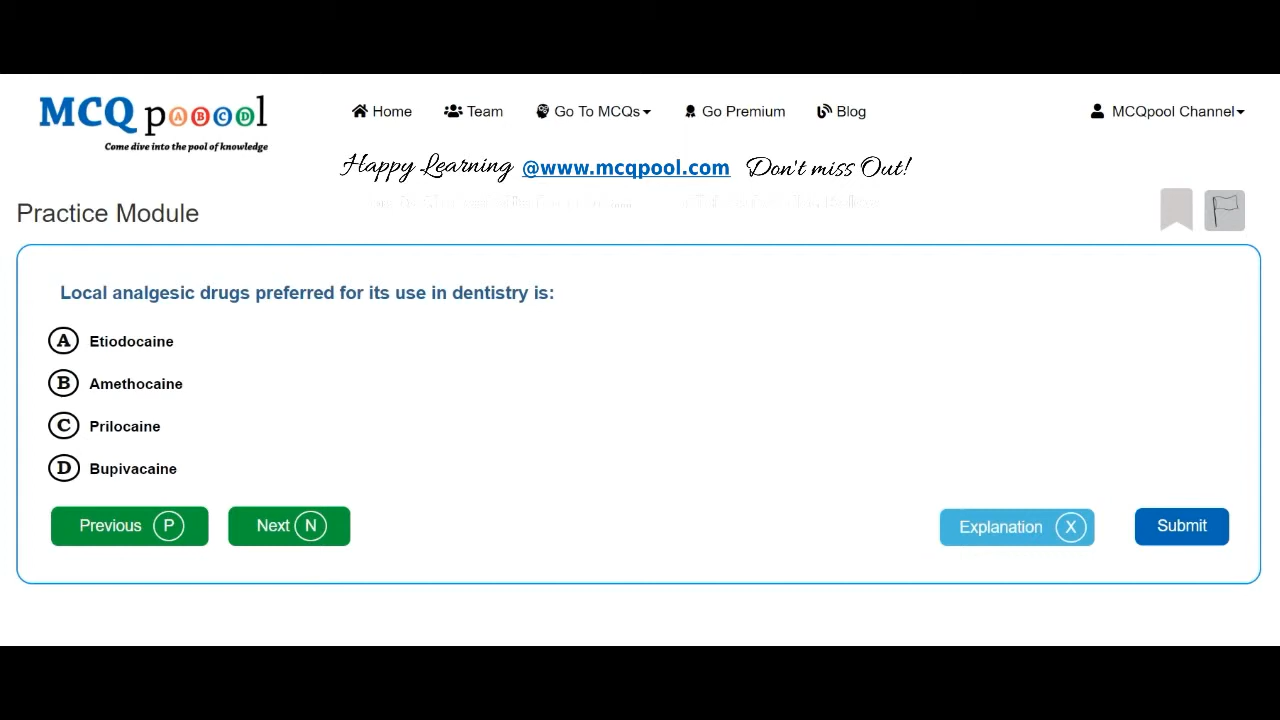 MCQ pABCDl
Come dive into the pool of knowledge
Home Team Go To MCQs Go Premium Blog MCQpool Channel
Happy Learning @www.mcqpool.com Don't miss Out!
Practice Module
Local analgesic drugs preferred for its use in dentistry is:
A Etiodocaine
B Amethocaine
C Prilocaine
D Bupivacaine
Previous P Next N Explanation X Submit